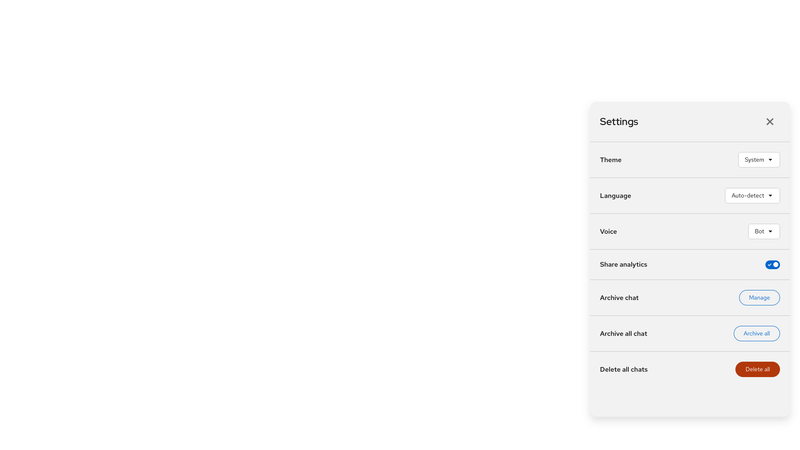 Settings
Theme
System
Language
Auto-detect
Voice
Bot
Share analytics
Archive chat
Manage
Archive all chat
Archive all
Delete all chats
Delete all